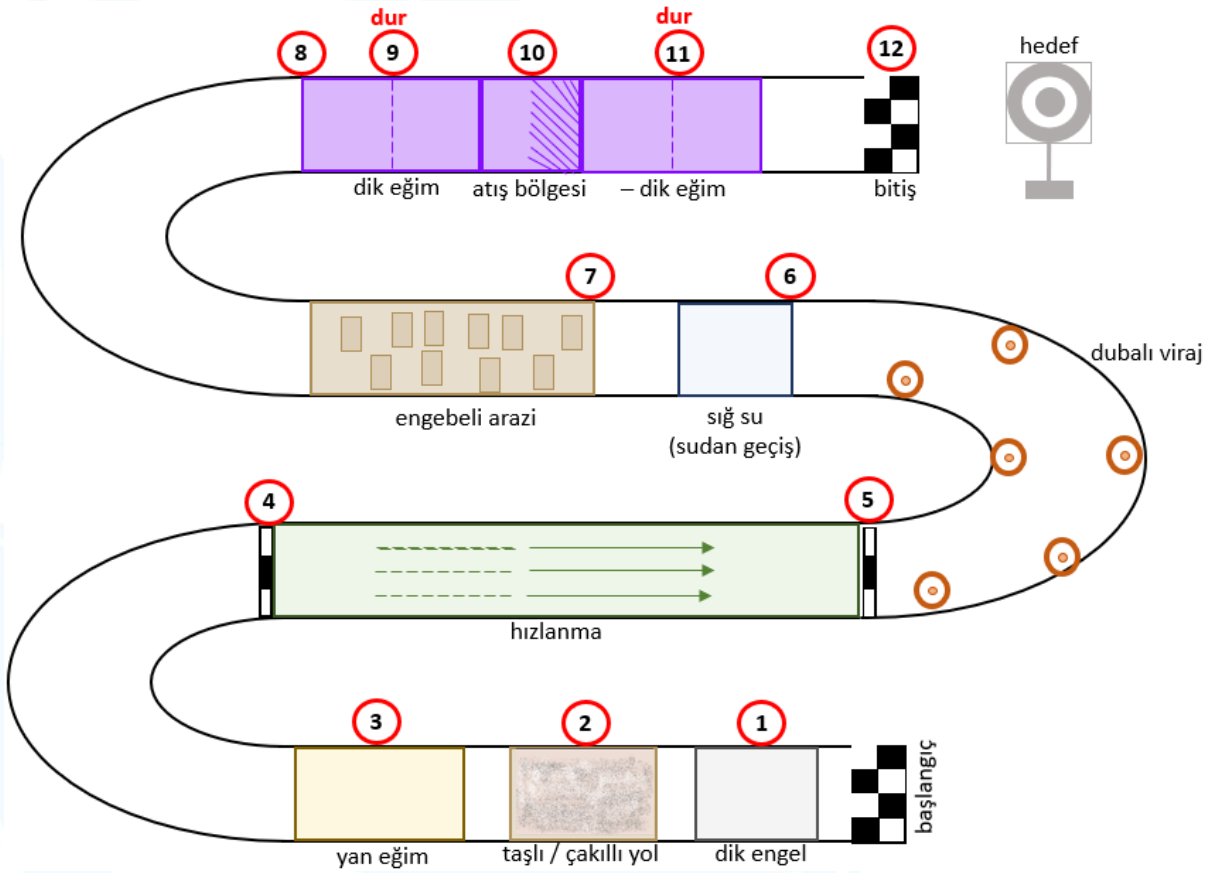 dur
dur
8
9
10
11
12
hedef
dik eğim
atış bölgesi
– dik eğim
bitiş
7
6
dubalı viraj
engebeli arazi
sığ su
(sudan geçiş)
4
5
hızlanma
3
2
1
başlangıç
yan eğim
taşlı / çakıllı yol
dik engel